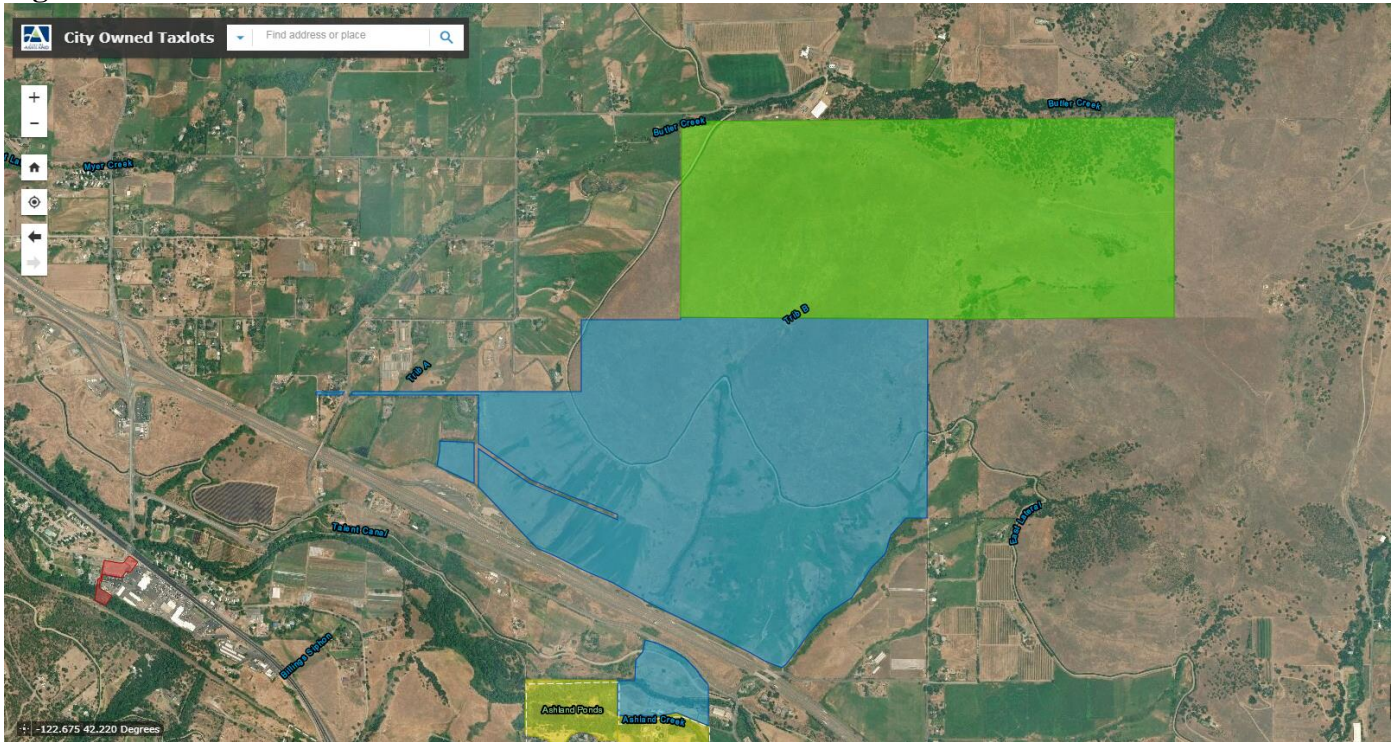 City Owned Taxlots
Find address or place
Butler Creek
Butler Creek
Myer Creek
Trib B
Trib A
East Lateral
Talent Canal
Billings Siphon
Ashland Ponds
Ashland Creek
-122.675 42.220 Degrees